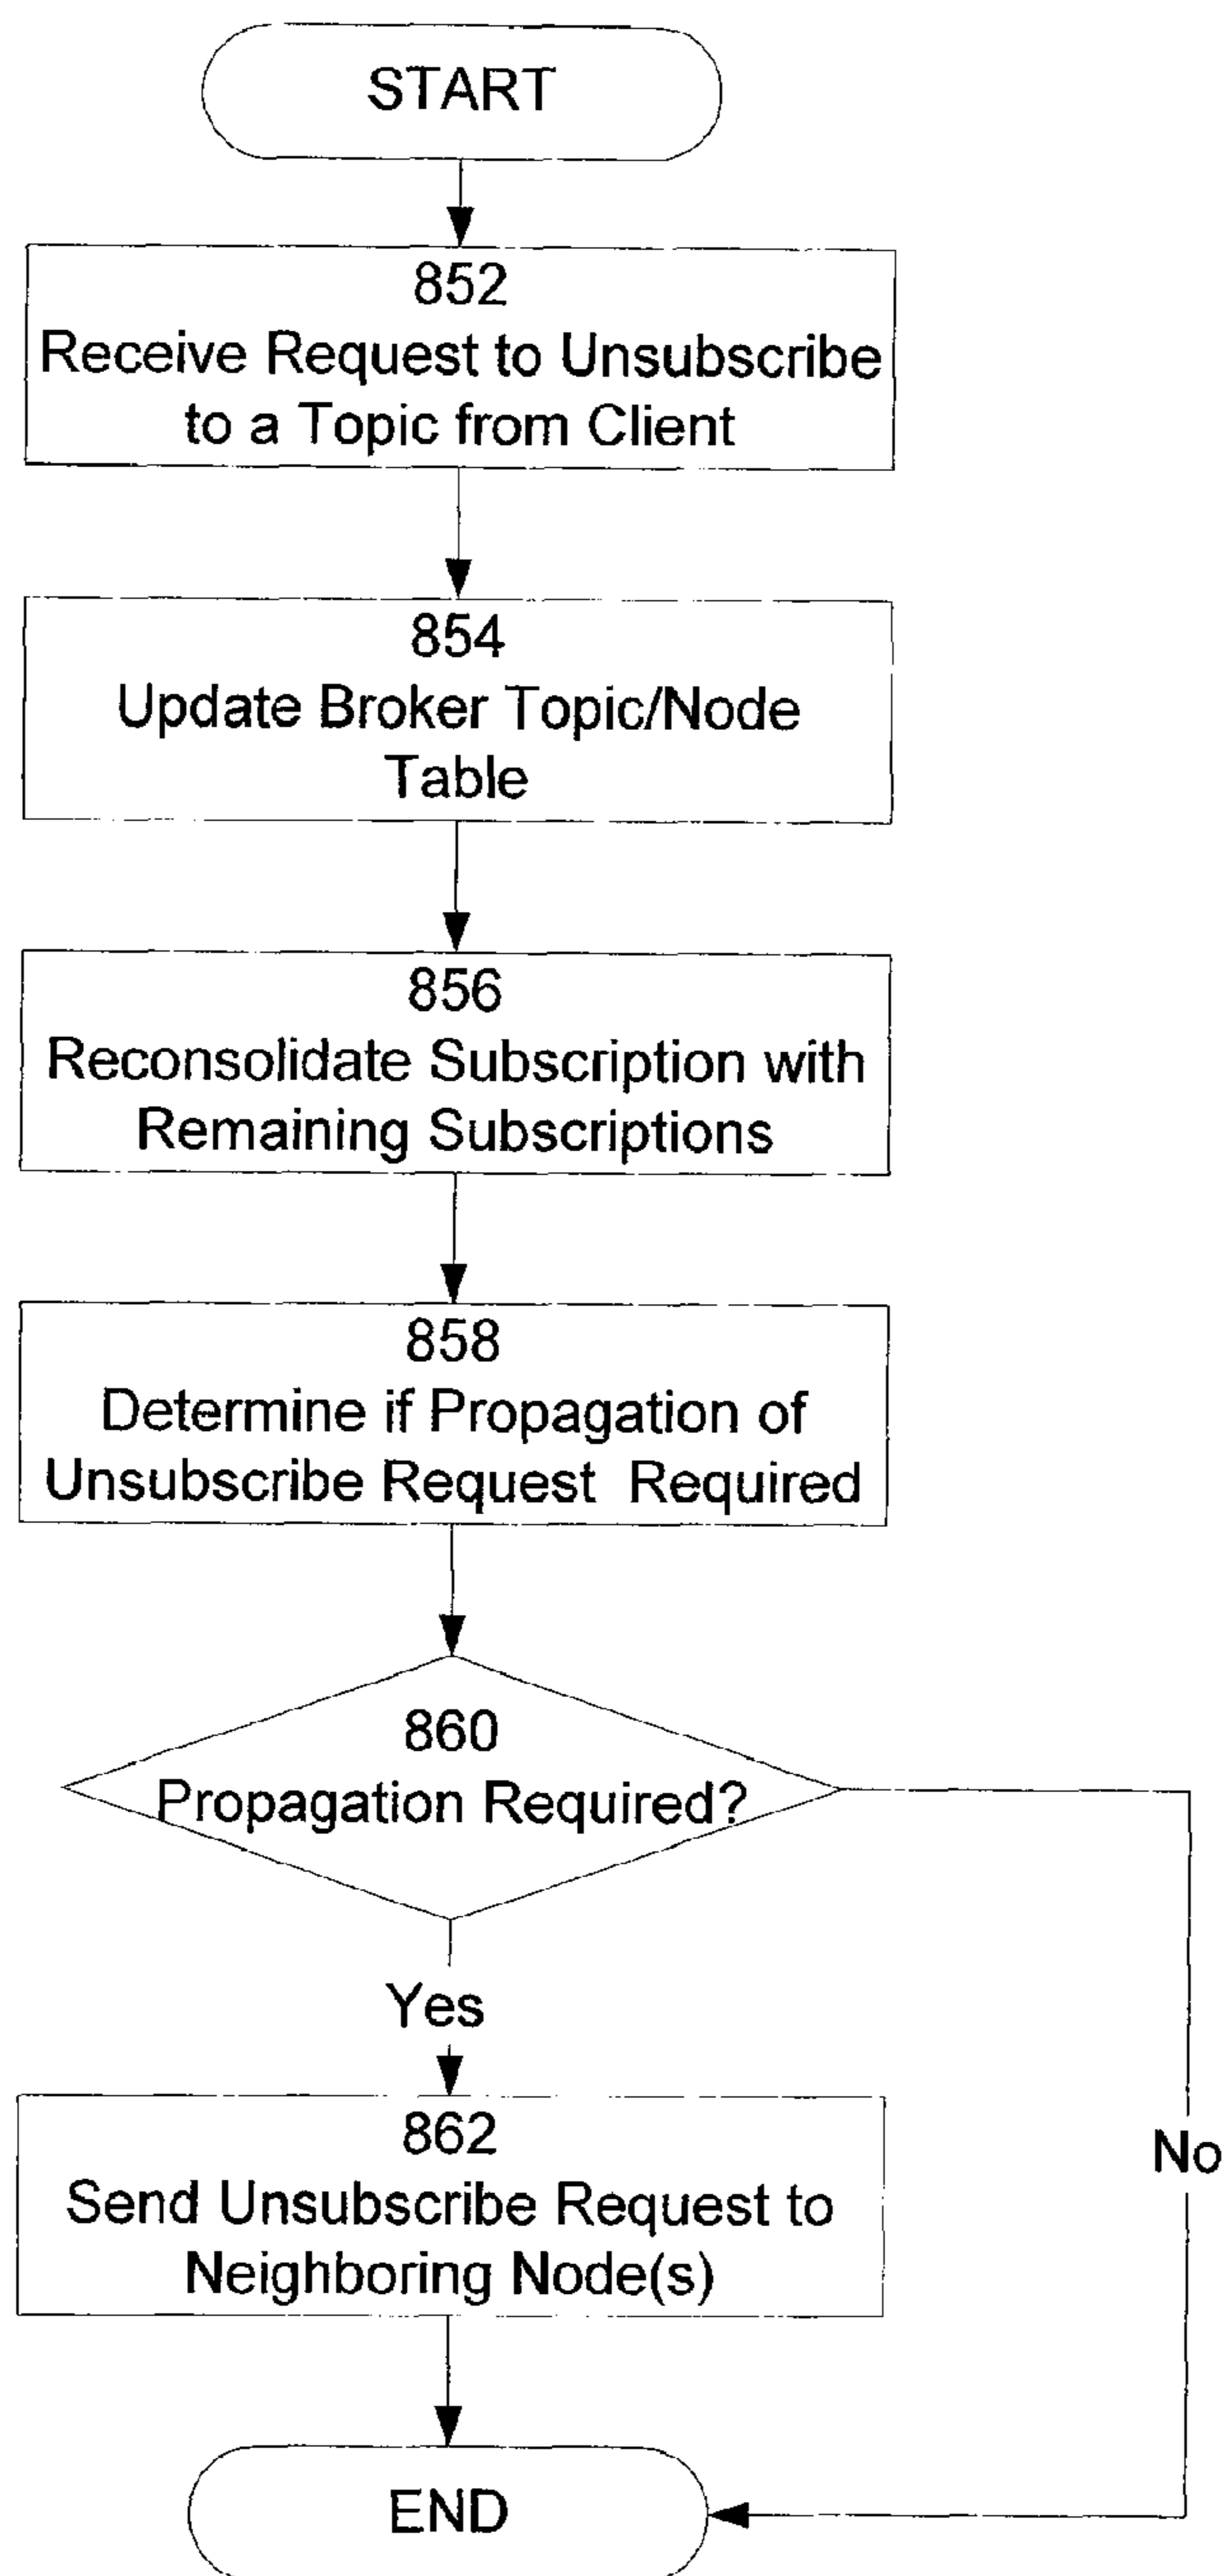 START
852
Receive Request to Unsubscribe
to a Topic from Client
854
Update Broker Topic/Node
Table
856
Reconsolidate Subscription with
Remaining Subscriptions
858
Determine if Propagation of
Unsubscribe Request Required
860
Propagation Required?
Yes
No
862
Send Unsubscribe Request to
Neighboring Node(s)
END